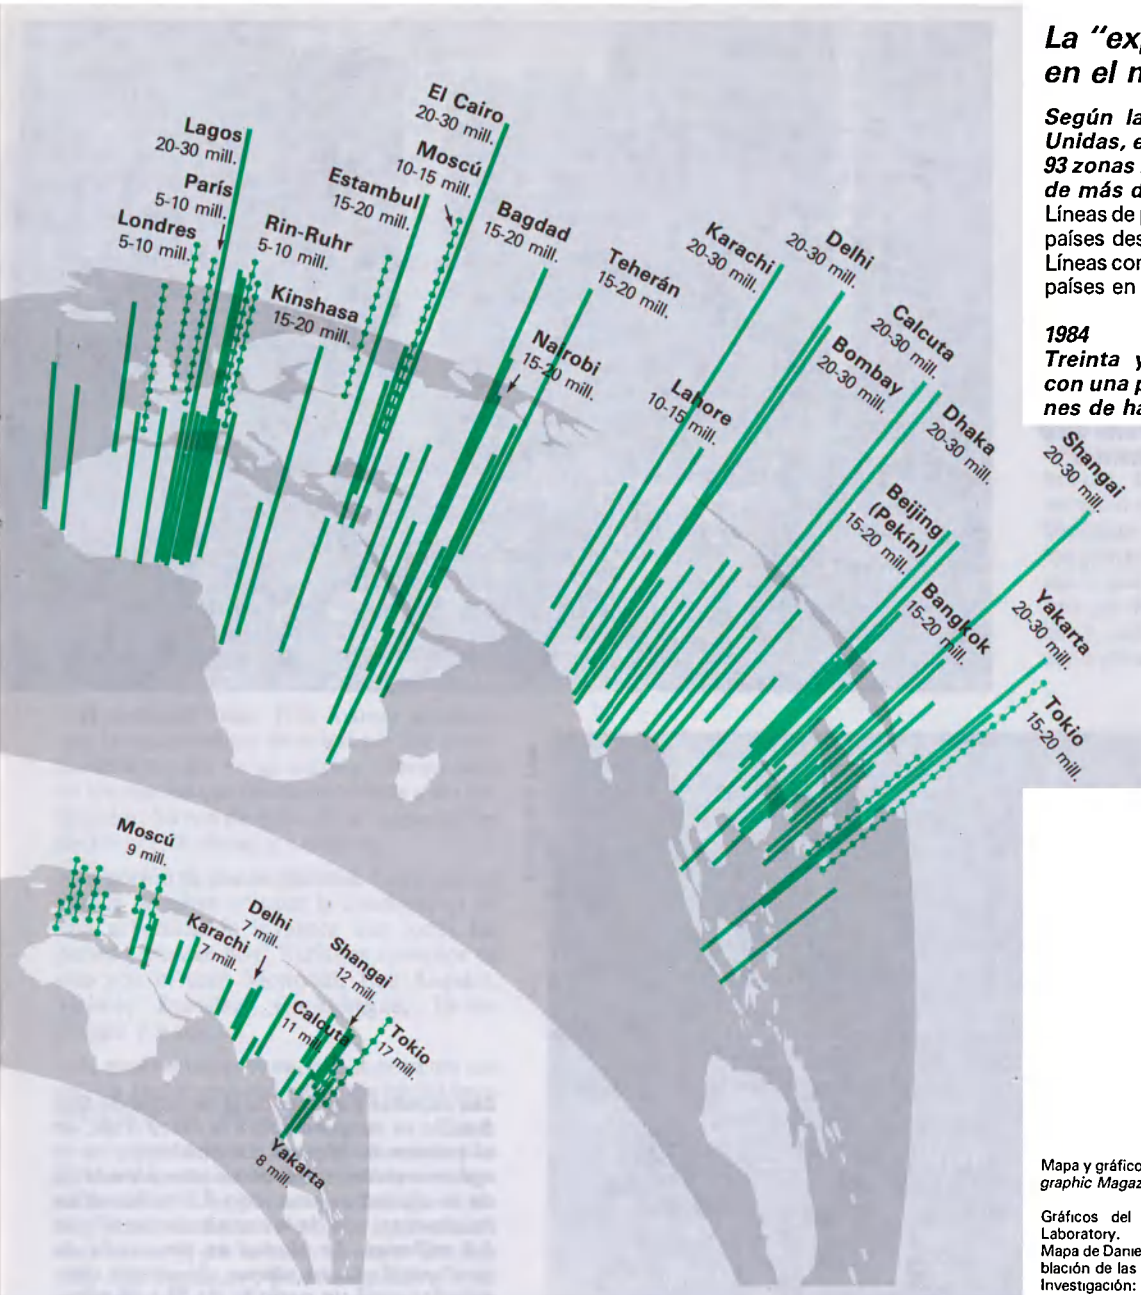 La "ex
en el n
Según la
Unidas, e
93 zonas
de más d
Líneas de
países des
Líneas con
países en
1984
Treinta y
con una p
nes de ha
Lagos
20-30 mill.
París
5-10 mill.
Londres
5-10 mill.
Rin-Ruhr
5-10 mill.
Kinshasa
15-20 mill.
Estambul
15-20 mill.
El Cairo
20-30 mill.
Moscú
10-15 mill.
Bagdad
15-20 mill.
Teherán
15-20 mill.
Nairobi
15-20 mill.
Karachi
20-30 mill.
Lahore
10-15 mill.
Delhi
20-30 mill.
Calcuta
20-30 mill.
Bombay
20-30 mill.
Dhaka
20-30 mill.
Beijing
(Pekín)
15-20 mill.
Bangkok
15-20 mill.
Shangai
20-30 mill.
Yakarta
20-30 mill.
Tokio
15-20 mill.
Moscú
9 mill.
Karachi
7 mill.
Delhi
7 mill.
Shangai
12 mill.
Calcuta
11 mill.
Tokio
17 mill.
Yakarta
8 mill.
Mapa y gráfico
graphic Magaz
Gráficos del
Laboratory.
Mapa de Danie
blación de las
Investigación: